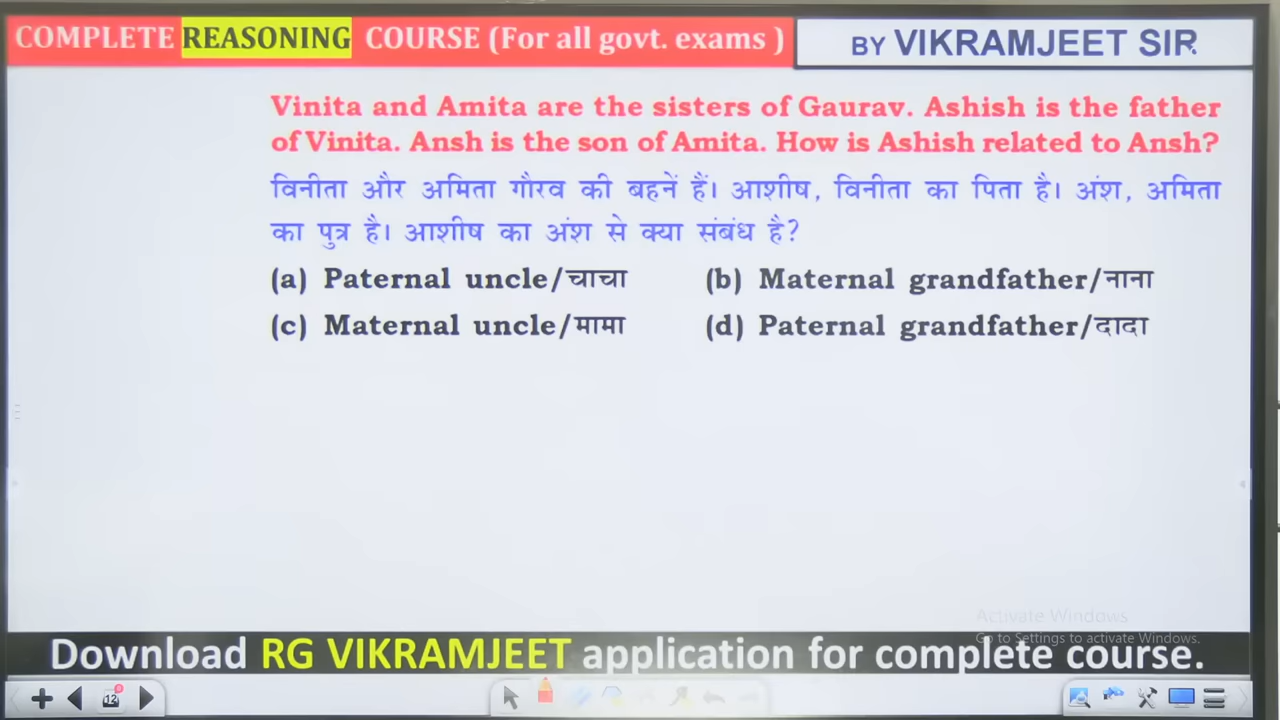 COMPLETE REASONING COURSE (For all govt. exams )
BY VIKRAMJEET SIR
Vinita and Amita are the sisters of Gaurav. Ashish is the father
of Vinita. Ansh is the son of Amita. How is Ashish related to Ansh?
विनीता और अमिता गौरव की बहनें हैं। आशीष, विनीता का पिता है। अंश, अमिता
का पुत्र है। आशीष का अंश से क्या संबंध है?
(a) Paternal uncle/चाचा (b) Maternal grandfather/नाना
(c) Maternal uncle/मामा (d) Paternal grandfather/दादा
Activate Windows
Go to Settings to activate Windows.
Download RG VIKRAMJEET application for complete course.
12